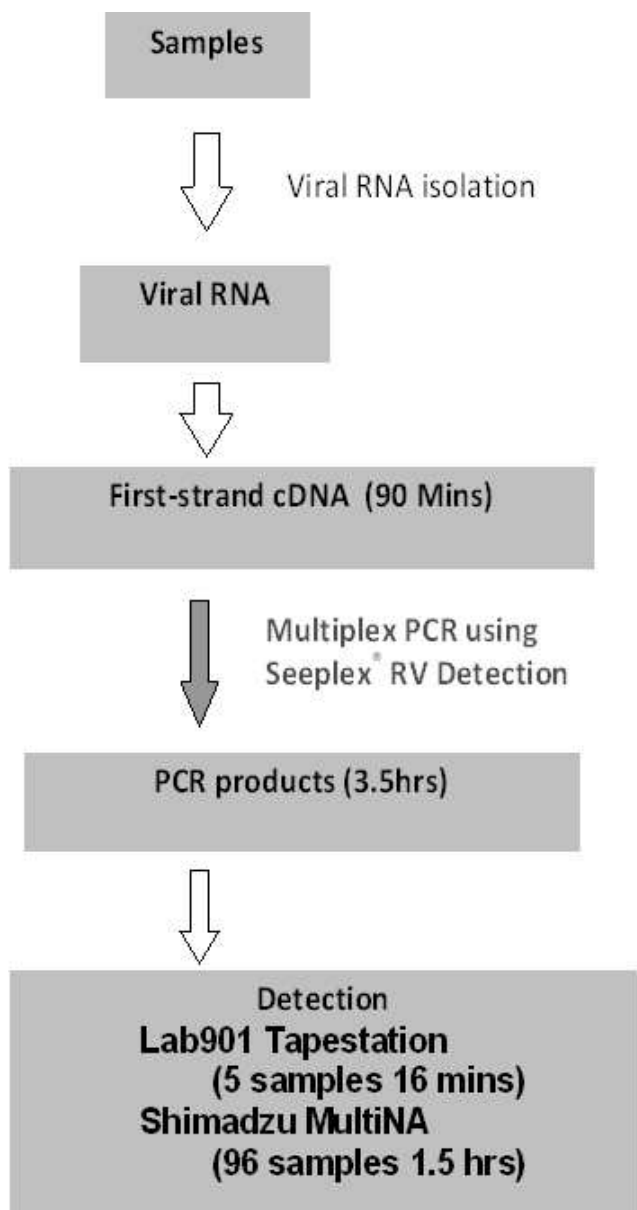 Samples
Viral RNA isolation
Viral RNA
First-strand cDNA (90 Mins)
Multiplex PCR using
Seeplex® RV Detection
PCR products (3.5hrs)
Detection
Lab901 Tapestation
(5 samples 16 mins)
Shimadzu MultiNA
(96 samples 1.5 hrs)